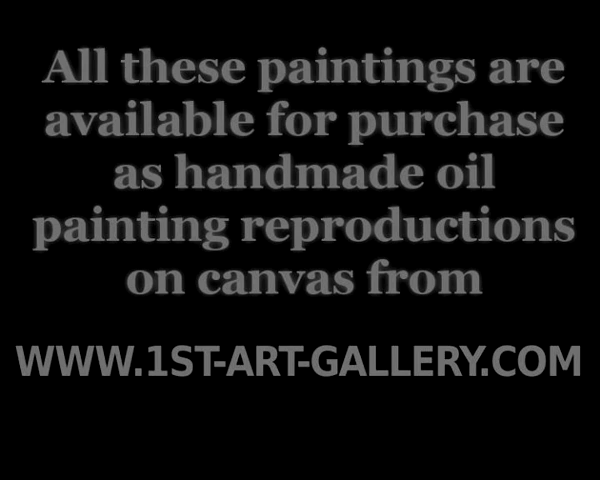 All these paintings are
available for purchase
as handmade oil
painting reproductions
on canvas from
WWW.1ST-ART-GALLERY.COM